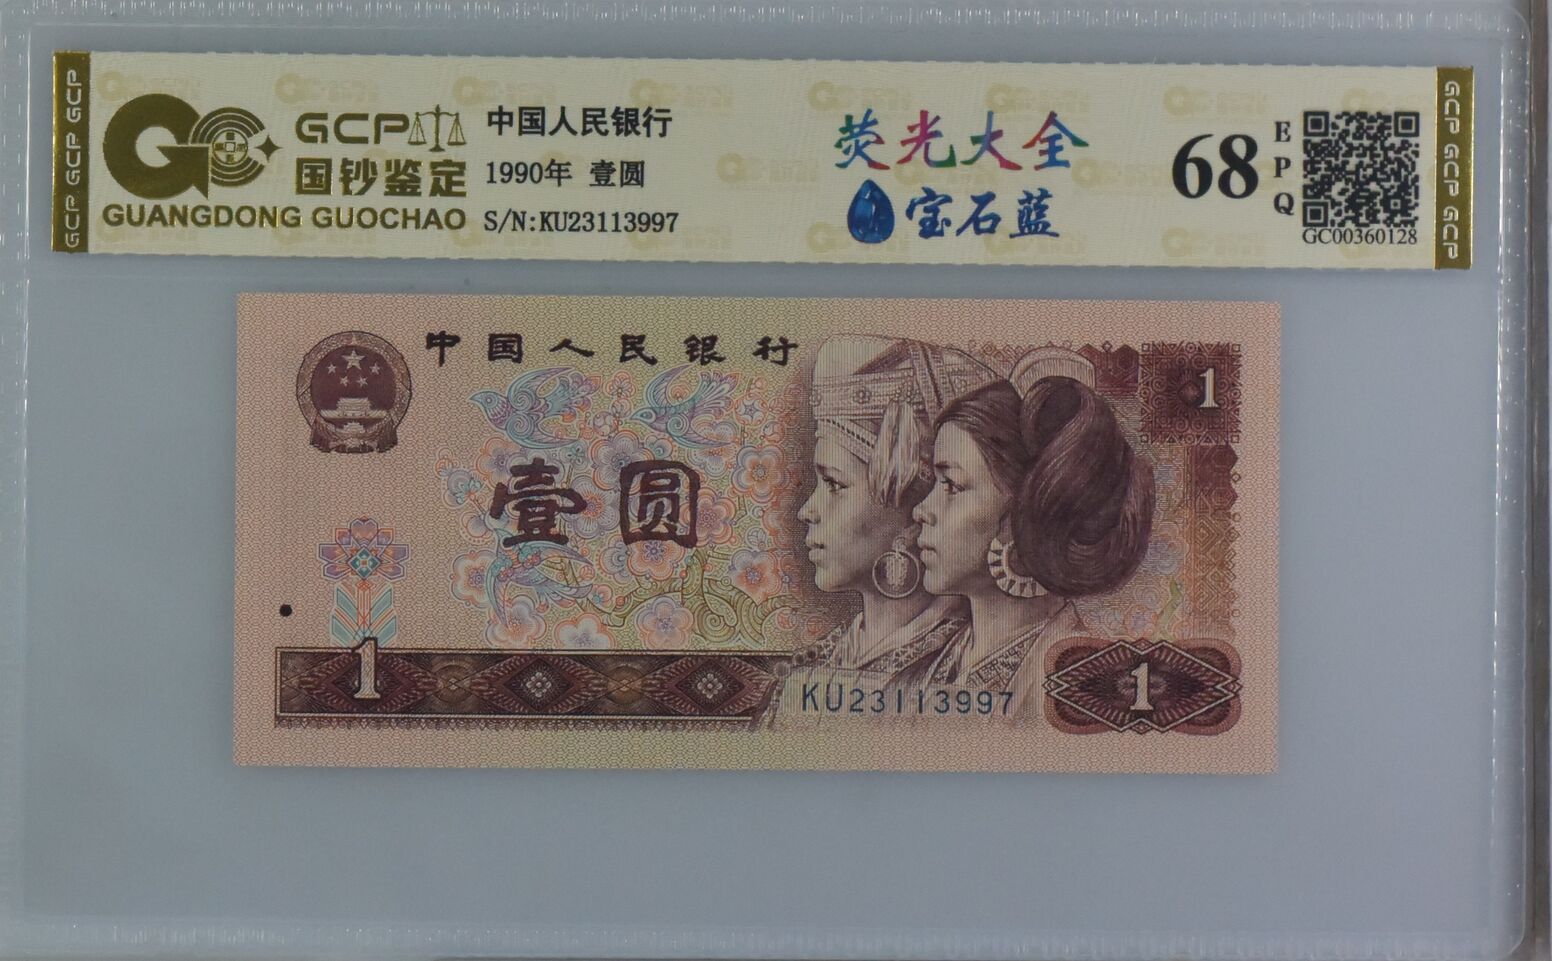 GCP GCP GCP
GCP
国钞鉴定
GUANGDONG GUOCHAO
中国人民银行
1990年 壹圆
S/N:KU23113997
荧光大全
宝石蓝
68
EPQ
GC00360128
GCP GCP GCP
中国人民银行
1
壹圆
1
KU23113997
1